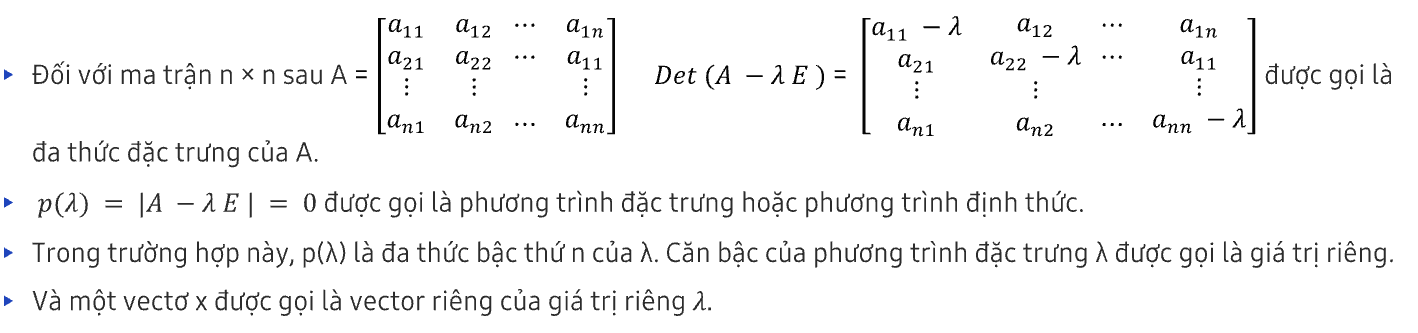 ▸ Đối với ma trận n × n sau A = [a₁₁ a₁₂ ⋯ a₁ₙ; a₂₁ a₂₂ ⋯ a₁₁; ⋮ ⋮ ⋮; aₙ₁ aₙ₂ … aₙₙ] Det (A − λ E ) = [a₁₁ − λ a₁₂ ⋯ a₁ₙ; a₂₁ a₂₂ − λ ⋯ a₁₁; ⋮ ⋮ ⋮; aₙ₁ aₙ₂ … aₙₙ − λ] được gọi là
đa thức đặc trưng của A.
▸ p(λ) = |A − λ E | = 0 được gọi là phương trình đặc trưng hoặc phương trình định thức.
▸ Trong trường hợp này, p(λ) là đa thức bậc thứ n của λ. Căn bậc của phương trình đặc trưng λ được gọi là giá trị riêng.
▸ Và một vectơ x được gọi là vector riêng của giá trị riêng λ.